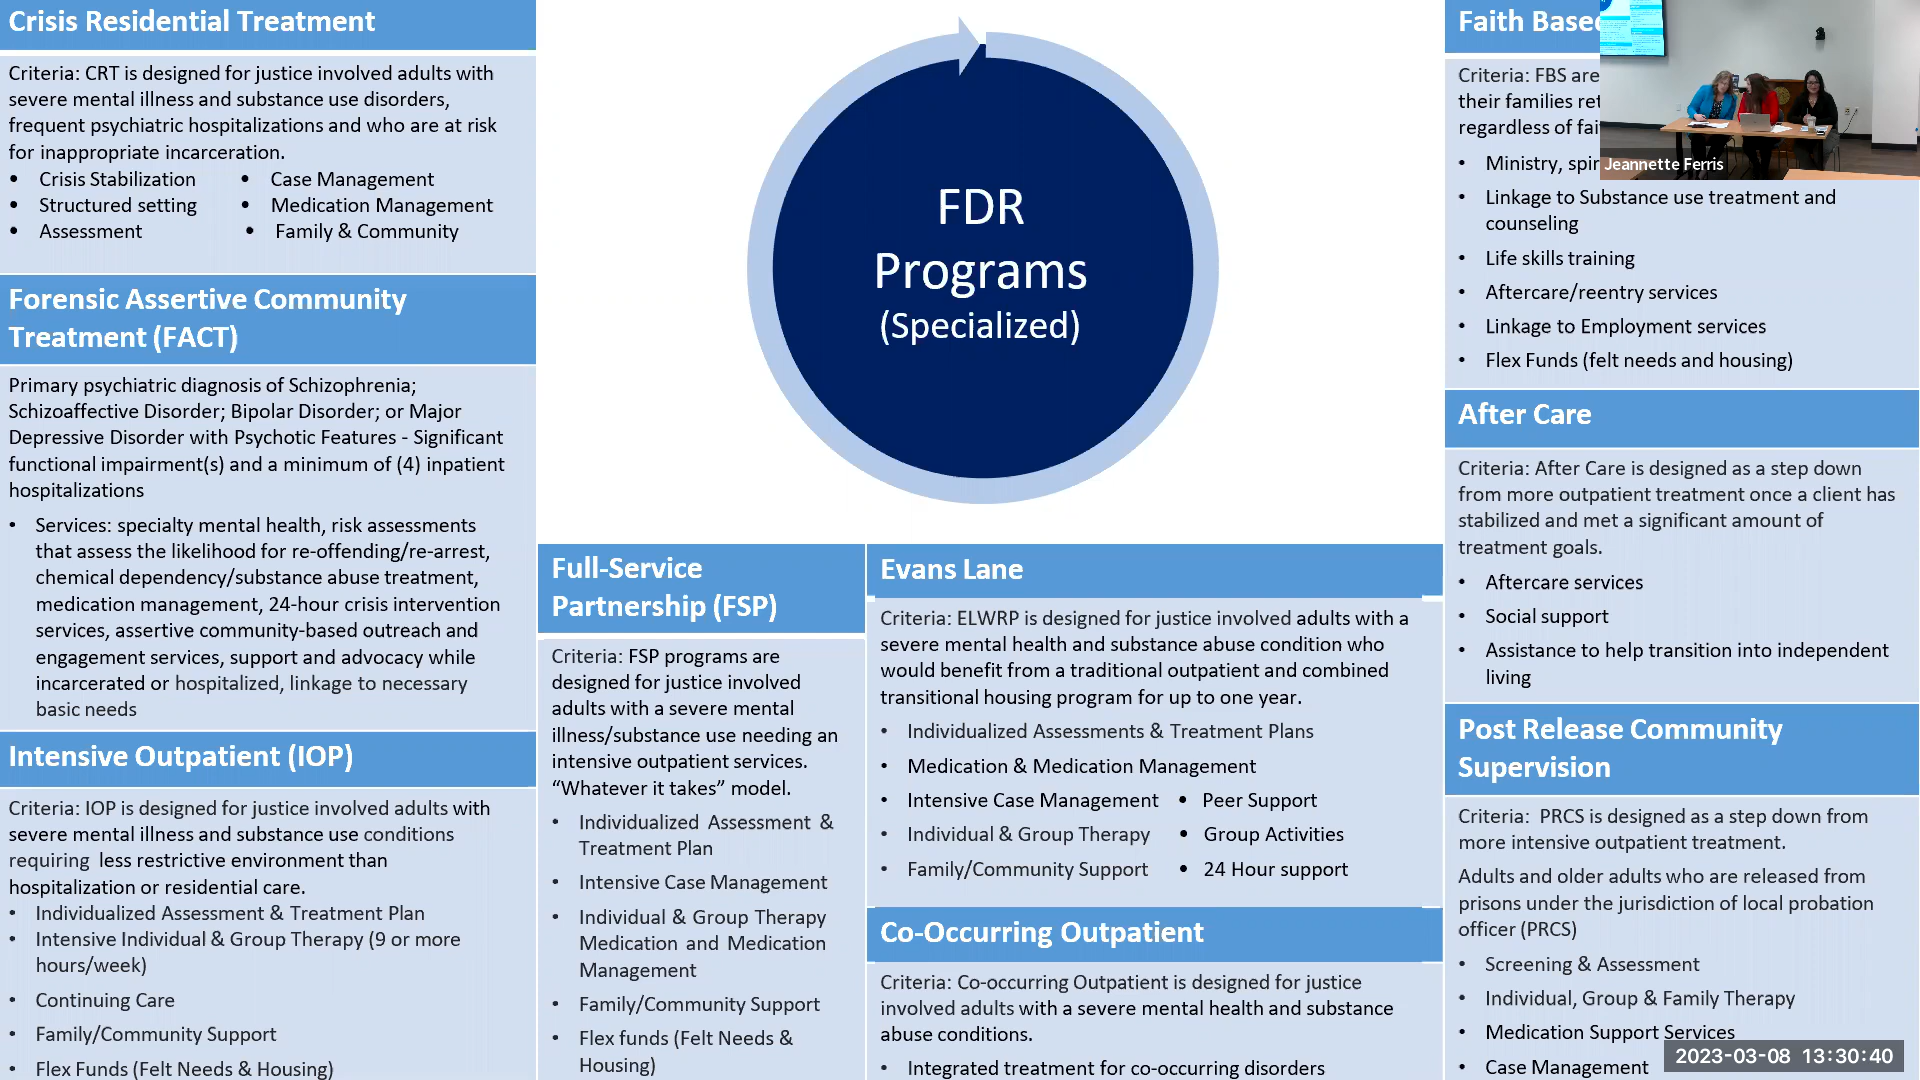 Crisis Residential Treatment
Criteria: CRT is designed for justice involved adults with
severe mental illness and substance use disorders,
frequent psychiatric hospitalizations and who are at risk
for inappropriate incarceration.
• Crisis Stabilization • Case Management
• Structured setting • Medication Management
• Assessment • Family & Community
Forensic Assertive Community
Treatment (FACT)
Primary psychiatric diagnosis of Schizophrenia;
Schizoaffective Disorder; Bipolar Disorder; or Major
Depressive Disorder with Psychotic Features - Significant
functional impairment(s) and a minimum of (4) inpatient
hospitalizations
• Services: specialty mental health, risk assessments
that assess the likelihood for re-offending/re-arrest,
chemical dependency/substance abuse treatment,
medication management, 24-hour crisis intervention
services, assertive community-based outreach and
engagement services, support and advocacy while
incarcerated or hospitalized, linkage to necessary
basic needs
Intensive Outpatient (IOP)
Criteria: IOP is designed for justice involved adults with
severe mental illness and substance use conditions
requiring less restrictive environment than
hospitalization or residential care.
• Individualized Assessment & Treatment Plan
• Intensive Individual & Group Therapy (9 or more
hours/week)
• Continuing Care
• Family/Community Support
• Flex Funds (Felt Needs & Housing)
FDR
Programs
(Specialized)
Full-Service
Partnership (FSP)
Criteria: FSP programs are
designed for justice involved
adults with a severe mental
illness/substance use needing an
intensive outpatient services.
“Whatever it takes” model.
• Individualized Assessment &
Treatment Plan
• Intensive Case Management
• Individual & Group Therapy
Medication and Medication
Management
• Family/Community Support
• Flex funds (Felt Needs &
Housing)
Evans Lane
Criteria: ELWRP is designed for justice involved adults with a
severe mental health and substance abuse condition who
would benefit from a traditional outpatient and combined
transitional housing program for up to one year.
• Individualized Assessments & Treatment Plans
• Medication & Medication Management
• Intensive Case Management • Peer Support
• Individual & Group Therapy • Group Activities
• Family/Community Support • 24 Hour support
Co-Occurring Outpatient
Criteria: Co-occurring Outpatient is designed for justice
involved adults with a severe mental health and substance
abuse conditions.
• Integrated treatment for co-occurring disorders
Faith Based
Criteria: FBS are
their families
regardless of
• Ministry,
• Linkage to Substance use treatment and
counseling
• Life skills training
• Aftercare/reentry services
• Linkage to Employment services
• Flex Funds (felt needs and housing)
After Care
Criteria: After Care is designed as a step down
from more outpatient treatment once a client has
stabilized and met a significant amount of
treatment goals.
• Aftercare services
• Social support
• Assistance to help transition into independent
living
Post Release Community
Supervision
Criteria: PRCS is designed as a step down from
more intensive outpatient treatment.
Adults and older adults who are released from
prisons under the jurisdiction of local probation
officer (PRCS)
• Screening & Assessment
• Individual, Group & Family Therapy
• Medication Support Services
• Case Management
Jeannette Ferris
2023-03-08 13:30:40